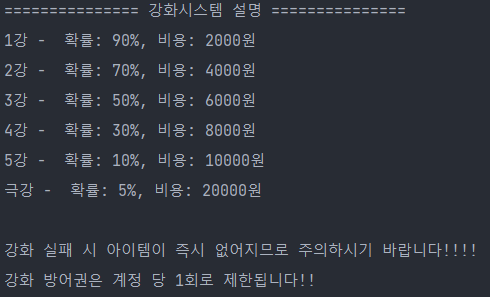 =============== 강화시스템 설명 ===============
1강 -  확률: 90%, 비용: 2000원
2강 -  확률: 70%, 비용: 4000원
3강 -  확률: 50%, 비용: 6000원
4강 -  확률: 30%, 비용: 8000원
5강 -  확률: 10%, 비용: 10000원
극강 -  확률: 5%, 비용: 20000원
강화 실패 시 아이템이 즉시 없어지므로 주의하시기 바랍니다!!!!
강화 방어권은 계정 당 1회로 제한됩니다!!